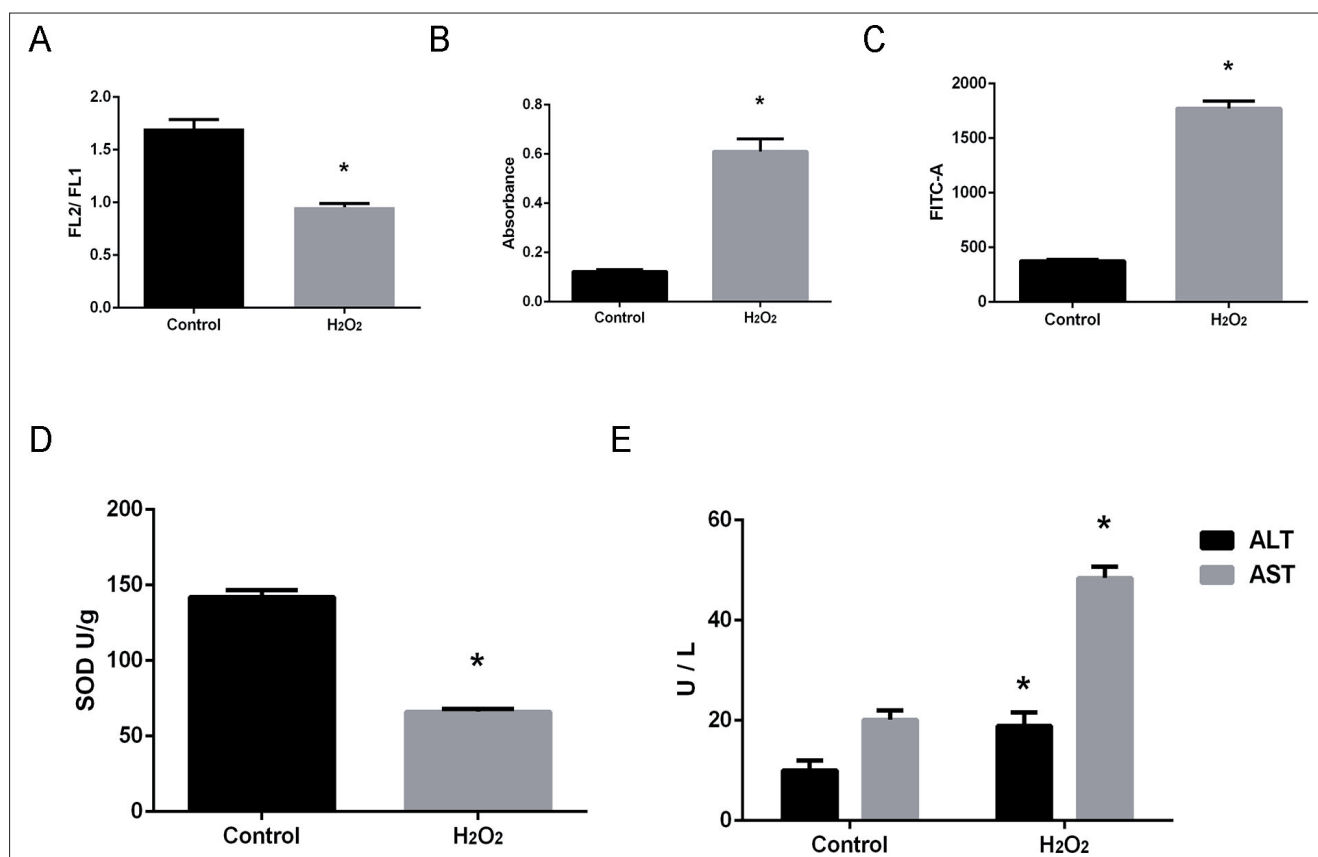 A
B
C
2.0
1.5
1.0
0.5
0.0
FL2/ FL1
*
Control
H2O2
0.8
0.6
0.4
0.2
0.0
Absorbance
*
Control
H2O2
2000
1500
1000
500
0
FITC-A
*
Control
H2O2
D
E
200
150
100
50
0
SOD U/g
*
Control
H2O2
60
40
20
0
U / L
*
*
Control
H2O2
ALT
AST